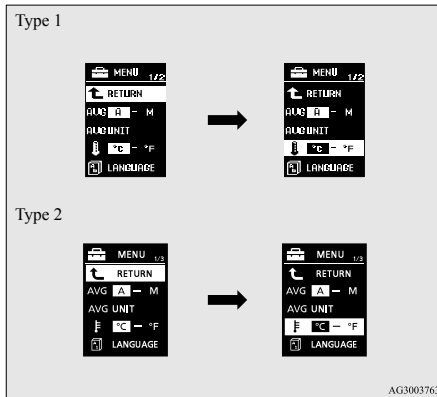 Type 1
MENU 1/2
RETURN
AVG A - M
AVG UNIT
°C - °F
LANGUAGE
MENU 1/2
RETURN
AVG A - M
AVG UNIT
°C - °F
LANGUAGE
Type 2
MENU 1/3
RETURN
AVG A - M
AVG UNIT
°C - °F
LANGUAGE
MENU 1/3
RETURN
AVG A - M
AVG UNIT
°C - °F
LANGUAGE
AG3003763